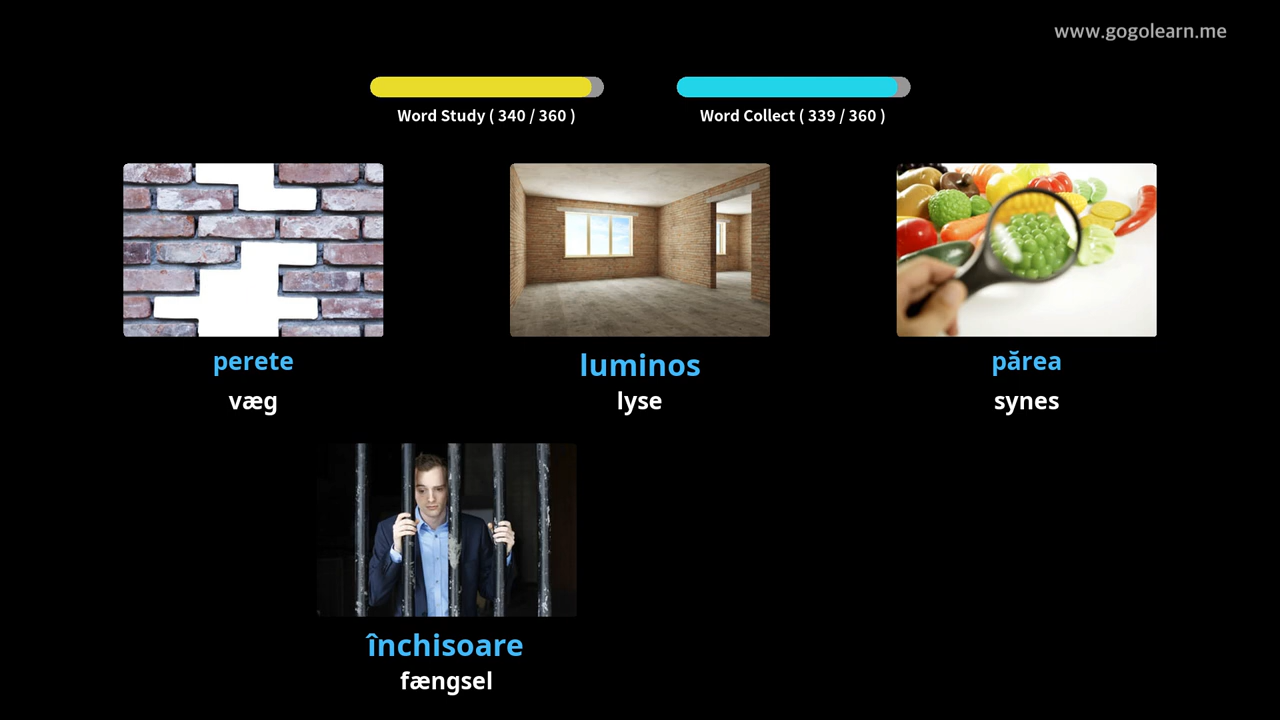 www.gogolearn.me
Word Study ( 340 / 360 )
Word Collect ( 339 / 360 )
perete
luminos
părea
væg
lyse
synes
închisoare
fængsel